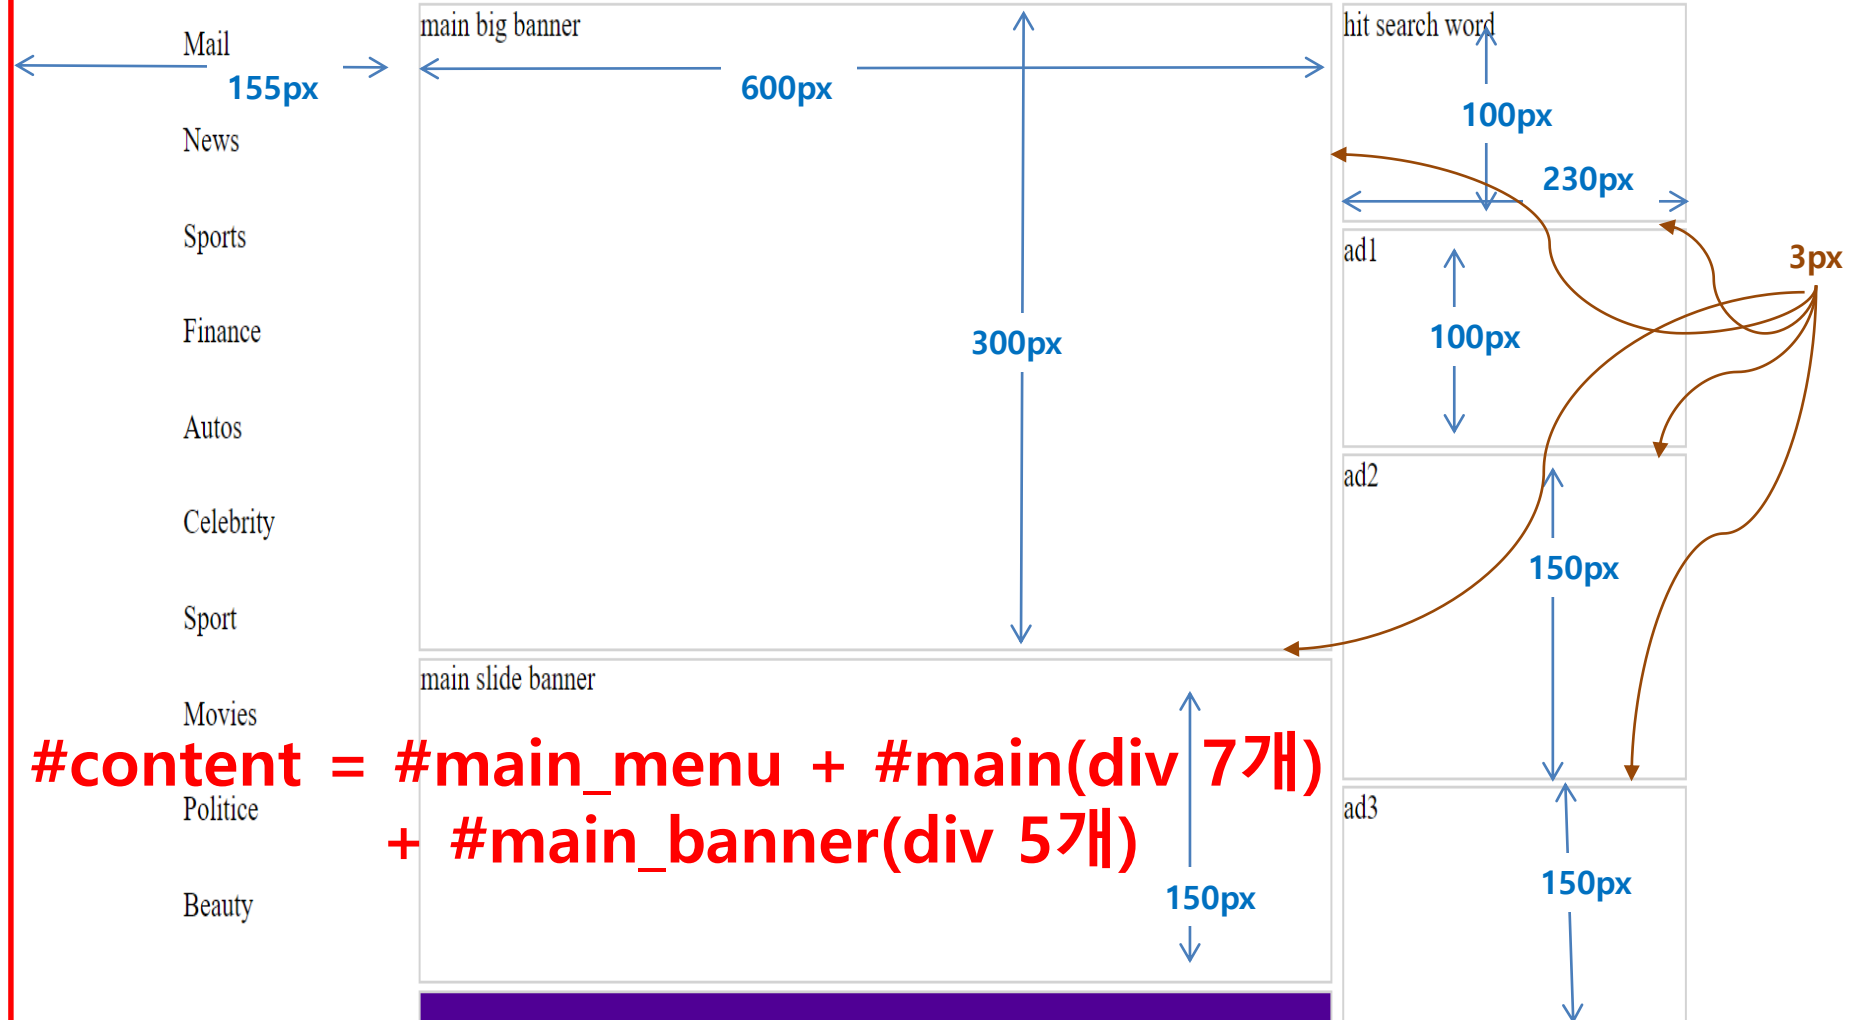 Mail
155px
News
Sports
Finance
Autos
Celebrity
Sport
Movies
Politice
Beauty
main big banner
600px
300px
main slide banner
150px
hit search word
100px
230px
ad1
100px
3px
ad2
150px
ad3
150px
#content = #main_menu + #main(div 7개)
+ #main_banner(div 5개)